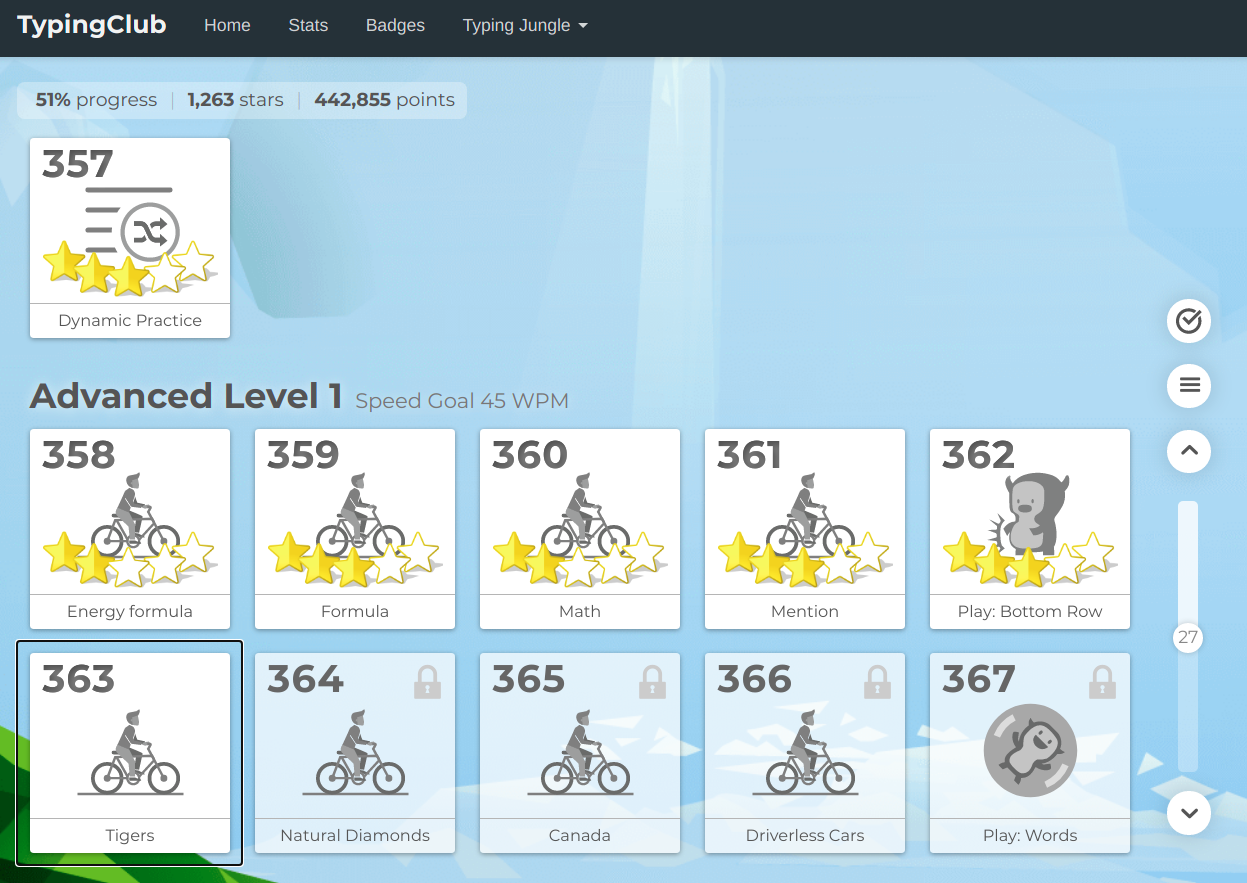 TypingClub Home Stats Badges Typing Jungle
51% progress 1,263 stars 442,855 points
357
Dynamic Practice
Advanced Level 1 Speed Goal 45 WPM
358 359 360 361 362
Energy formula Formula Math Mention Play: Bottom Row
27
363 364 365 366 367
Tigers Natural Diamonds Canada Driverless Cars Play: Words